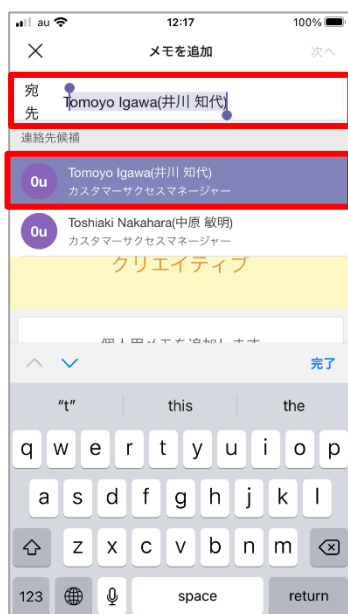 au 12:17 100%
メモを追加 次へ
宛先 Tomoyo Igawa(井川 知代)
連絡先候補
0u Tomoyo Igawa(井川 知代)
カスタマーサクセスマネージャー
0u Toshiaki Nakahara(中原 敏明)
カスタマーサクセスマネージャー
クリエイティブ
個人用メモを追加します
完了
"t" this the
q w e r t y u i o p
a s d f g h j k l
z x c v b n m
123 space return